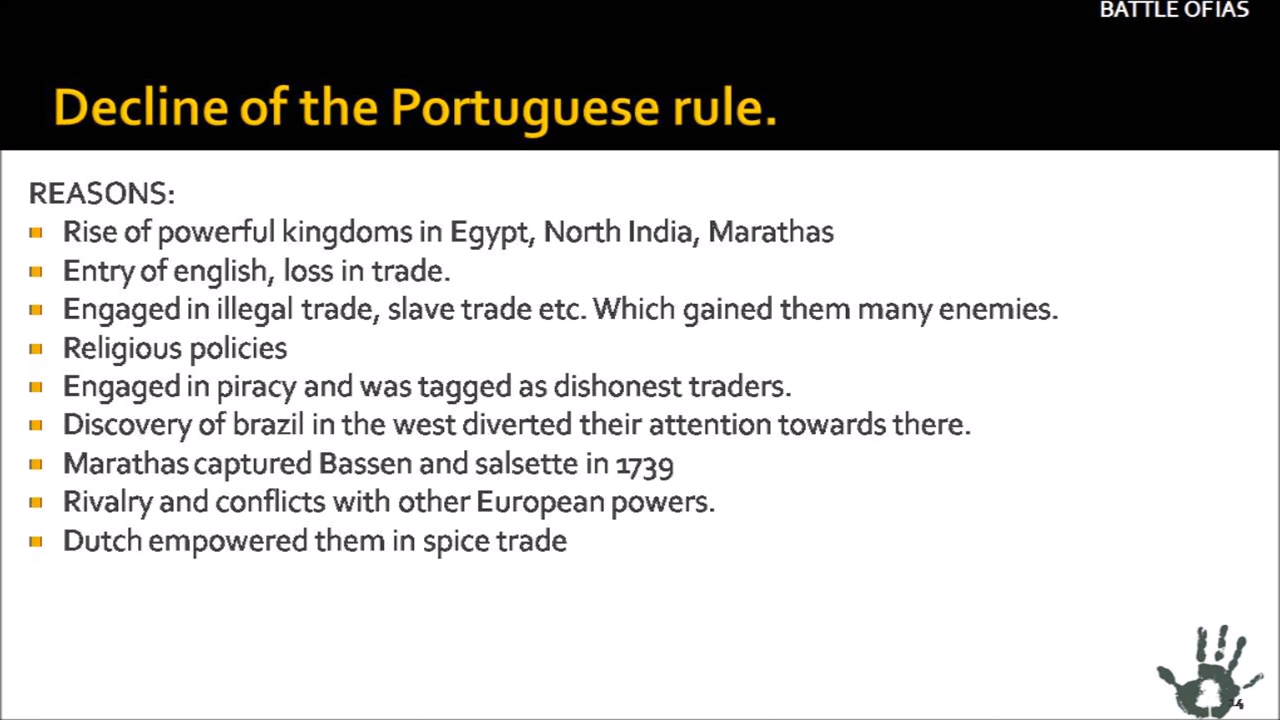 BATTLE OF IAS
Decline of the Portuguese rule.
REASONS:
Rise of powerful kingdoms in Egypt, North India, Marathas
Entry of english, loss in trade.
Engaged in illegal trade, slave trade etc. Which gained them many enemies.
Religious policies
Engaged in piracy and was tagged as dishonest traders.
Discovery of brazil in the west diverted their attention towards there.
Marathas captured Bassen and salsette in 1739
Rivalry and conflicts with other European powers.
Dutch empowered them in spice trade
14